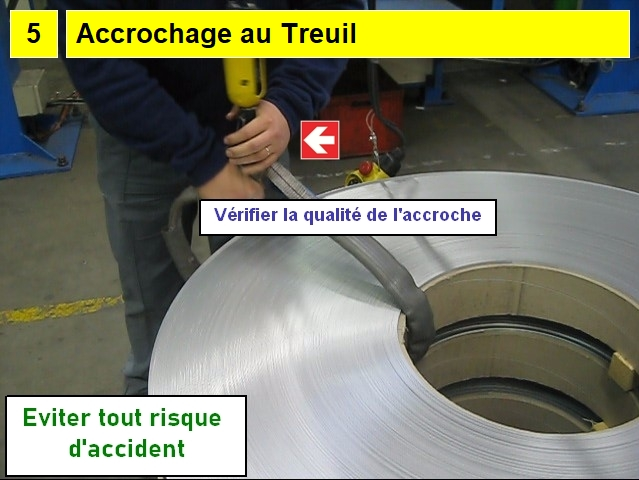 5 Accrochage au Treuil
Vérifier la qualité de l'accroche
Eviter tout risque
d'accident